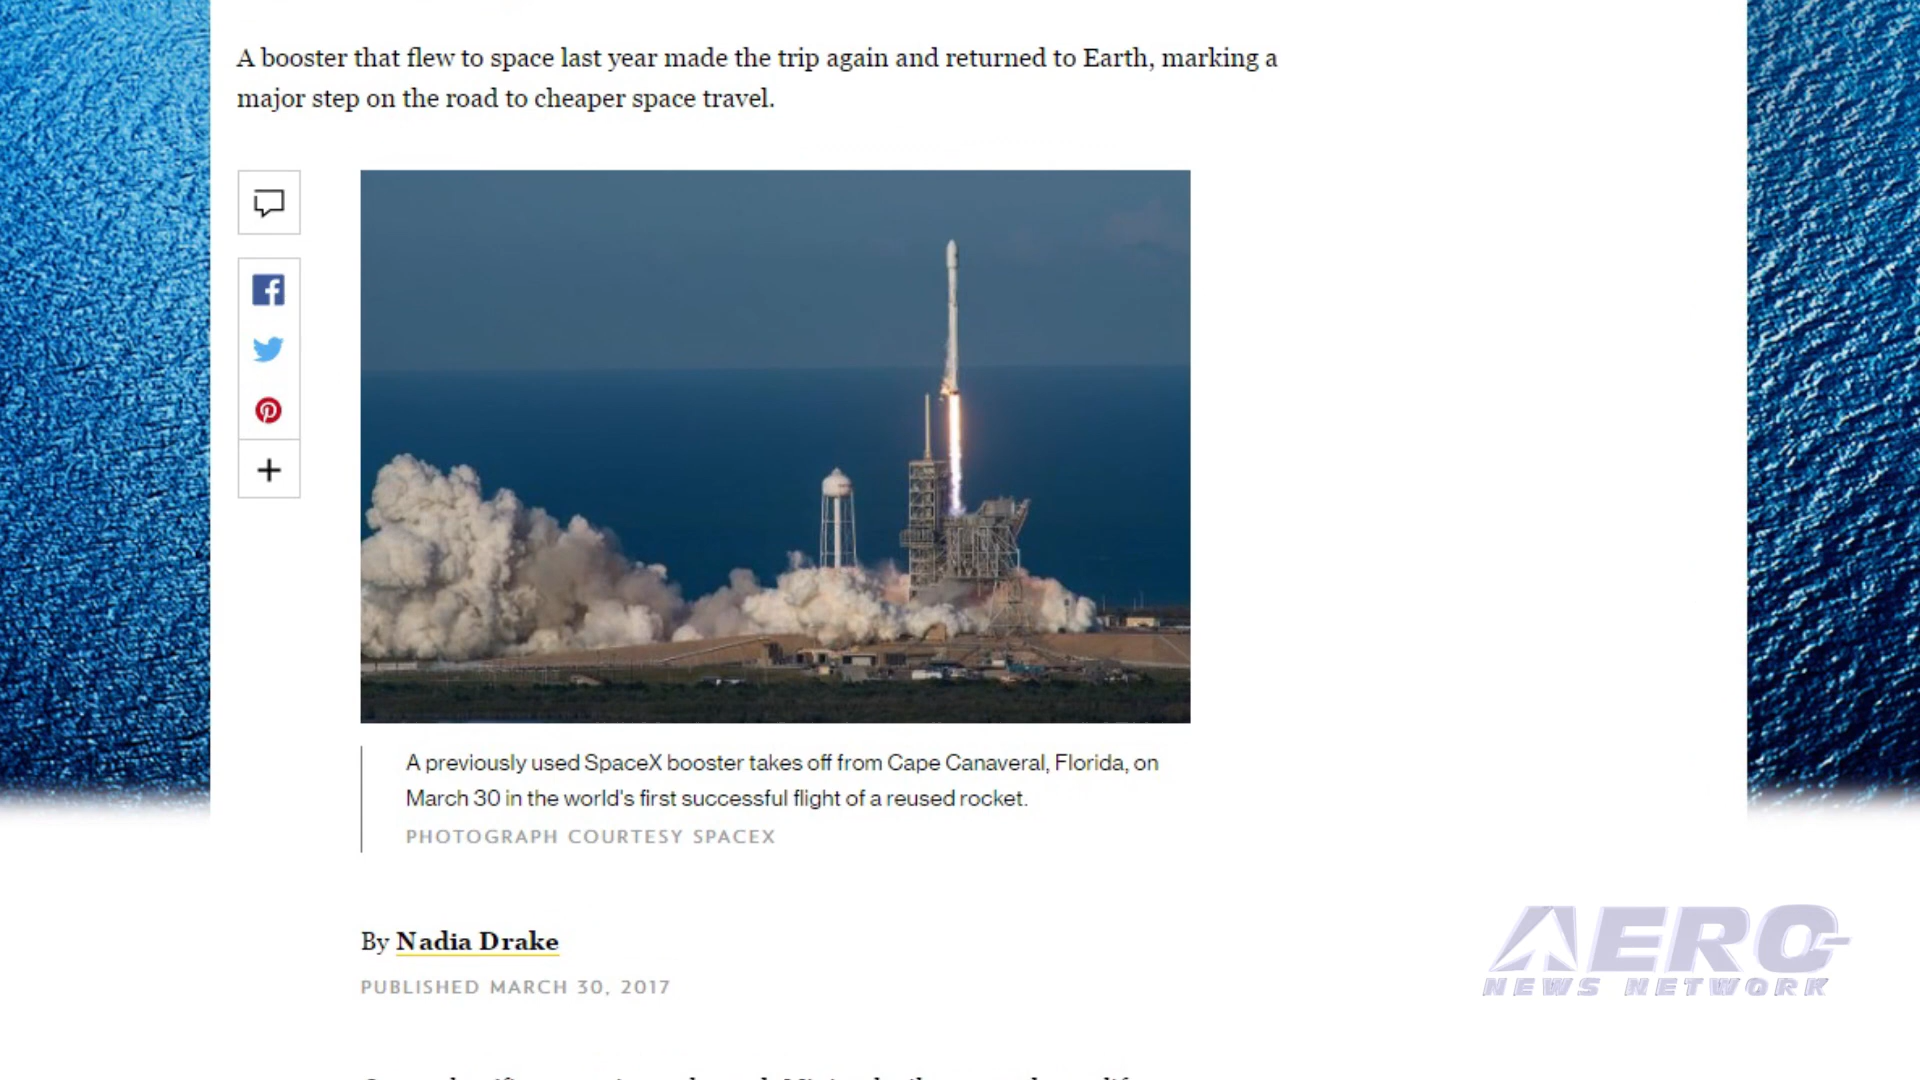 A booster that flew to space last year made the trip again and returned to Earth, marking a
major step on the road to cheaper space travel.
A previously used SpaceX booster takes off from Cape Canaveral, Florida, on
March 30 in the world's first successful flight of a reused rocket.
PHOTOGRAPH COURTESY SPACEX
By Nadia Drake
PUBLISHED MARCH 30, 2017
AERO-
NEWS NETWORK